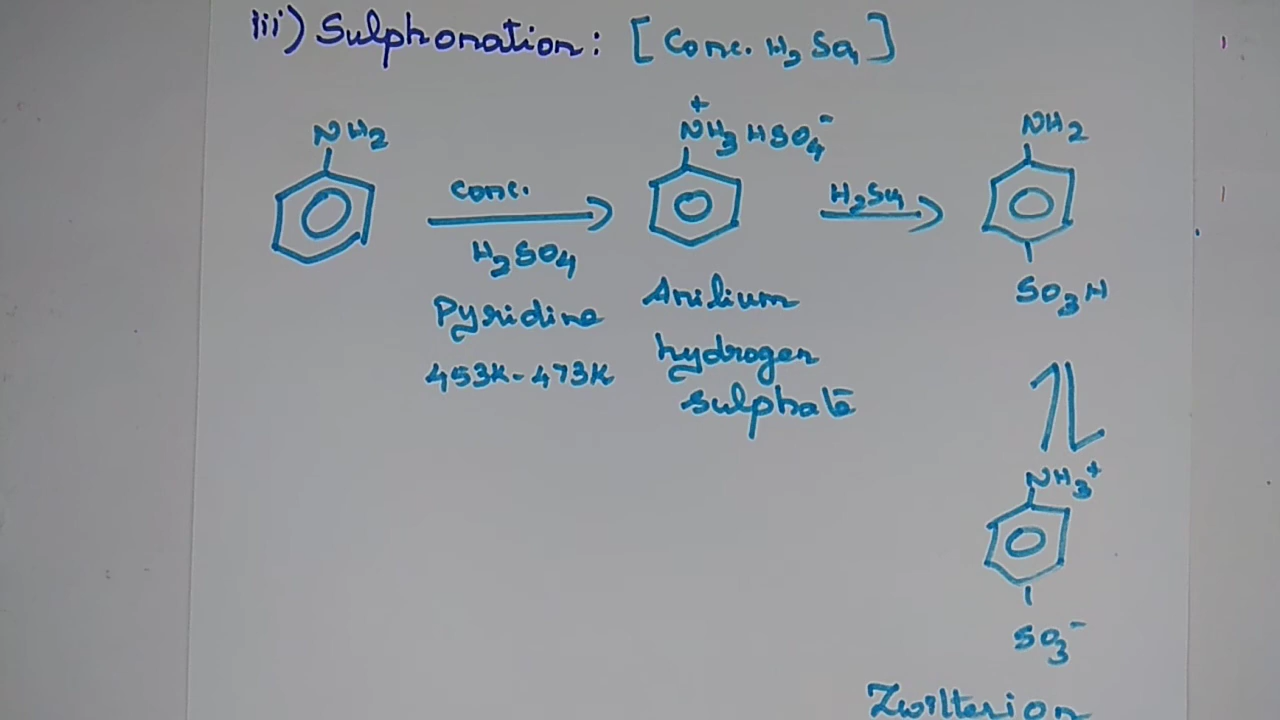 iii) Sulphonation: [Conc. H2SO4]
NH2
conc.
H2SO4
Pyridine
453K-473K
+
NH3 HSO4-
Anilium
hydrogen
sulphate
H2SO4
NH2
SO3H
NH3+
SO3-
Zwitterion